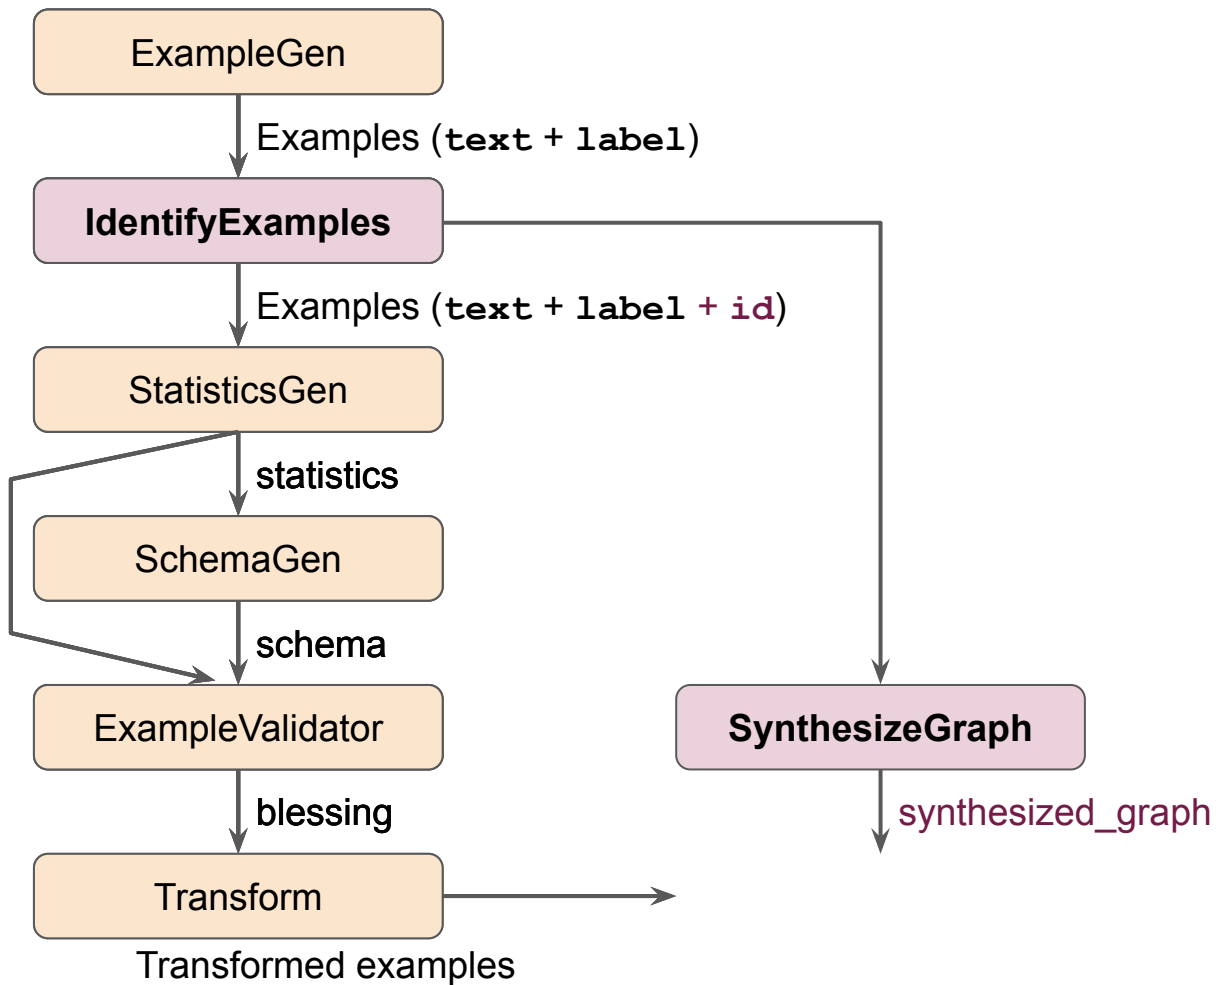 ExampleGen
Examples (text + label)
IdentifyExamples
Examples (text + label + id)
StatisticsGen
statistics
SchemaGen
schema
ExampleValidator
SynthesizeGraph
blessing
synthesized_graph
Transform
Transformed examples